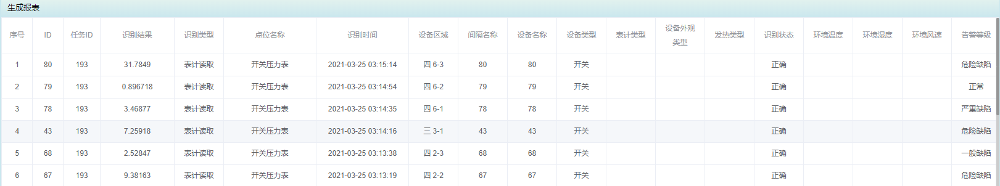 生成报表
序号 ID 任务ID 识别结果 识别类型 点位名称 识别时间 设备区域 间隔名称 设备名称 设备类型 表计类型 设备外观类型 发热类型 识别状态 环境温度 环境湿度 环境风速 告警等级
1 80 193 31.7849 表计读取 开关压力表 2021-03-25 03:15:14 四 6-3 80 80 开关 正确 危险缺陷
2 79 193 0.896718 表计读取 开关压力表 2021-03-25 03:14:54 四 6-2 79 79 开关 正确 正常
3 78 193 3.46877 表计读取 开关压力表 2021-03-25 03:14:35 四 6-1 78 78 开关 正确 严重缺陷
4 43 193 7.25918 表计读取 开关压力表 2021-03-25 03:14:16 三 3-1 43 43 开关 正确 危险缺陷
5 68 193 2.52847 表计读取 开关压力表 2021-03-25 03:13:38 四 2-3 68 68 开关 正确 一般缺陷
6 67 193 9.38163 表计读取 开关压力表 2021-03-25 03:13:19 四 2-2 67 67 开关 正确 危险缺陷